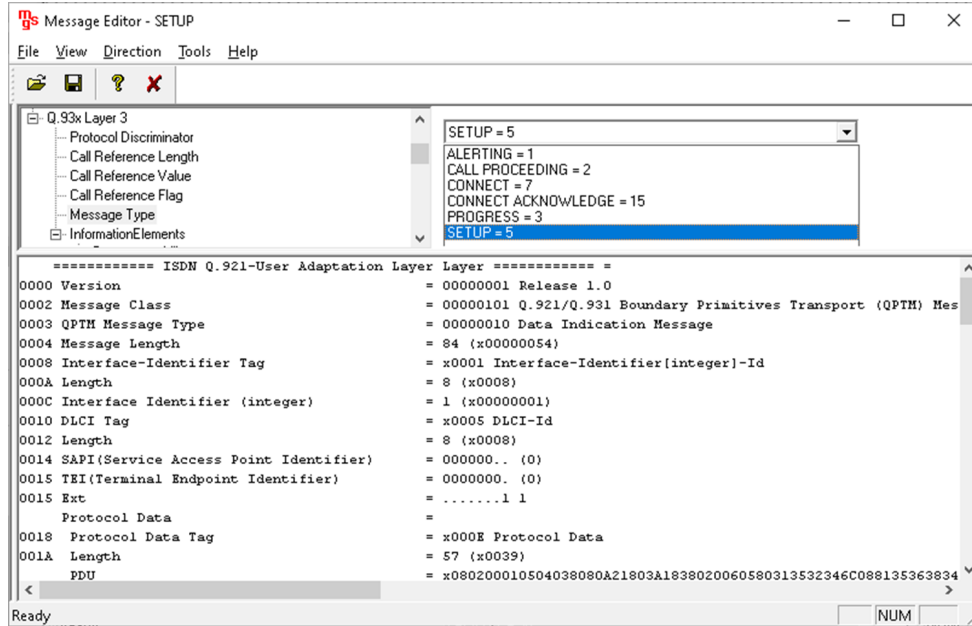 mgs Message Editor - SETUP
File View Direction Tools Help
Q.93x Layer 3
Protocol Discriminator
Call Reference Length
Call Reference Value
Call Reference Flag
Message Type
InformationElements
SETUP = 5
ALERTING = 1
CALL PROCEEDING = 2
CONNECT = 7
CONNECT ACKNOWLEDGE = 15
PROGRESS = 3
SETUP = 5
============ ISDN Q.921-User Adaptation Layer Layer ============ =
0000 Version = 00000001 Release 1.0
0002 Message Class = 00000101 Q.921/Q.931 Boundary Primitives Transport (QPTM) Mes
0003 QPTM Message Type = 00000010 Data Indication Message
0004 Message Length = 84 (x00000054)
0008 Interface-Identifier Tag = x0001 Interface-Identifier[integer]-Id
000A Length = 8 (x0008)
000C Interface Identifier (integer) = 1 (x00000001)
0010 DLCI Tag = x0005 DLCI-Id
0012 Length = 8 (x0008)
0014 SAPI(Service Access Point Identifier) = 000000.. (0)
0015 TEI(Terminal Endpoint Identifier) = 0000000. (0)
0015 Ext = .......1 1
Protocol Data =
0018 Protocol Data Tag = x000E Protocol Data
001A Length = 57 (x0039)
PDU = x080200010504038080A21803A183802006058031353234​6C088135363834
Ready
NUM